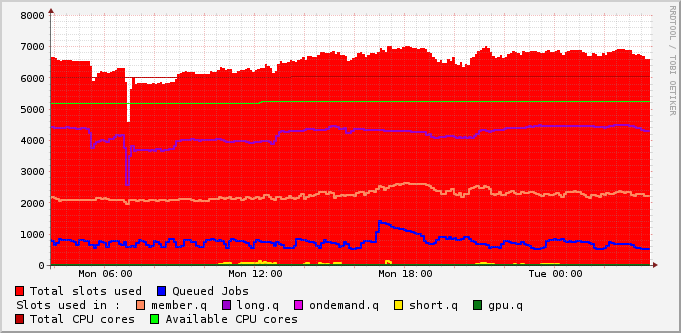 RRDTOOL / TOBI OETIKER
8000
7000
6000
5000
4000
3000
2000
1000
0
Mon 06:00 Mon 12:00 Mon 18:00 Tue 00:00
Total slots used Queued Jobs
Slots used in : member.q long.q ondemand.q short.q gpu.q
Total CPU cores Available CPU cores